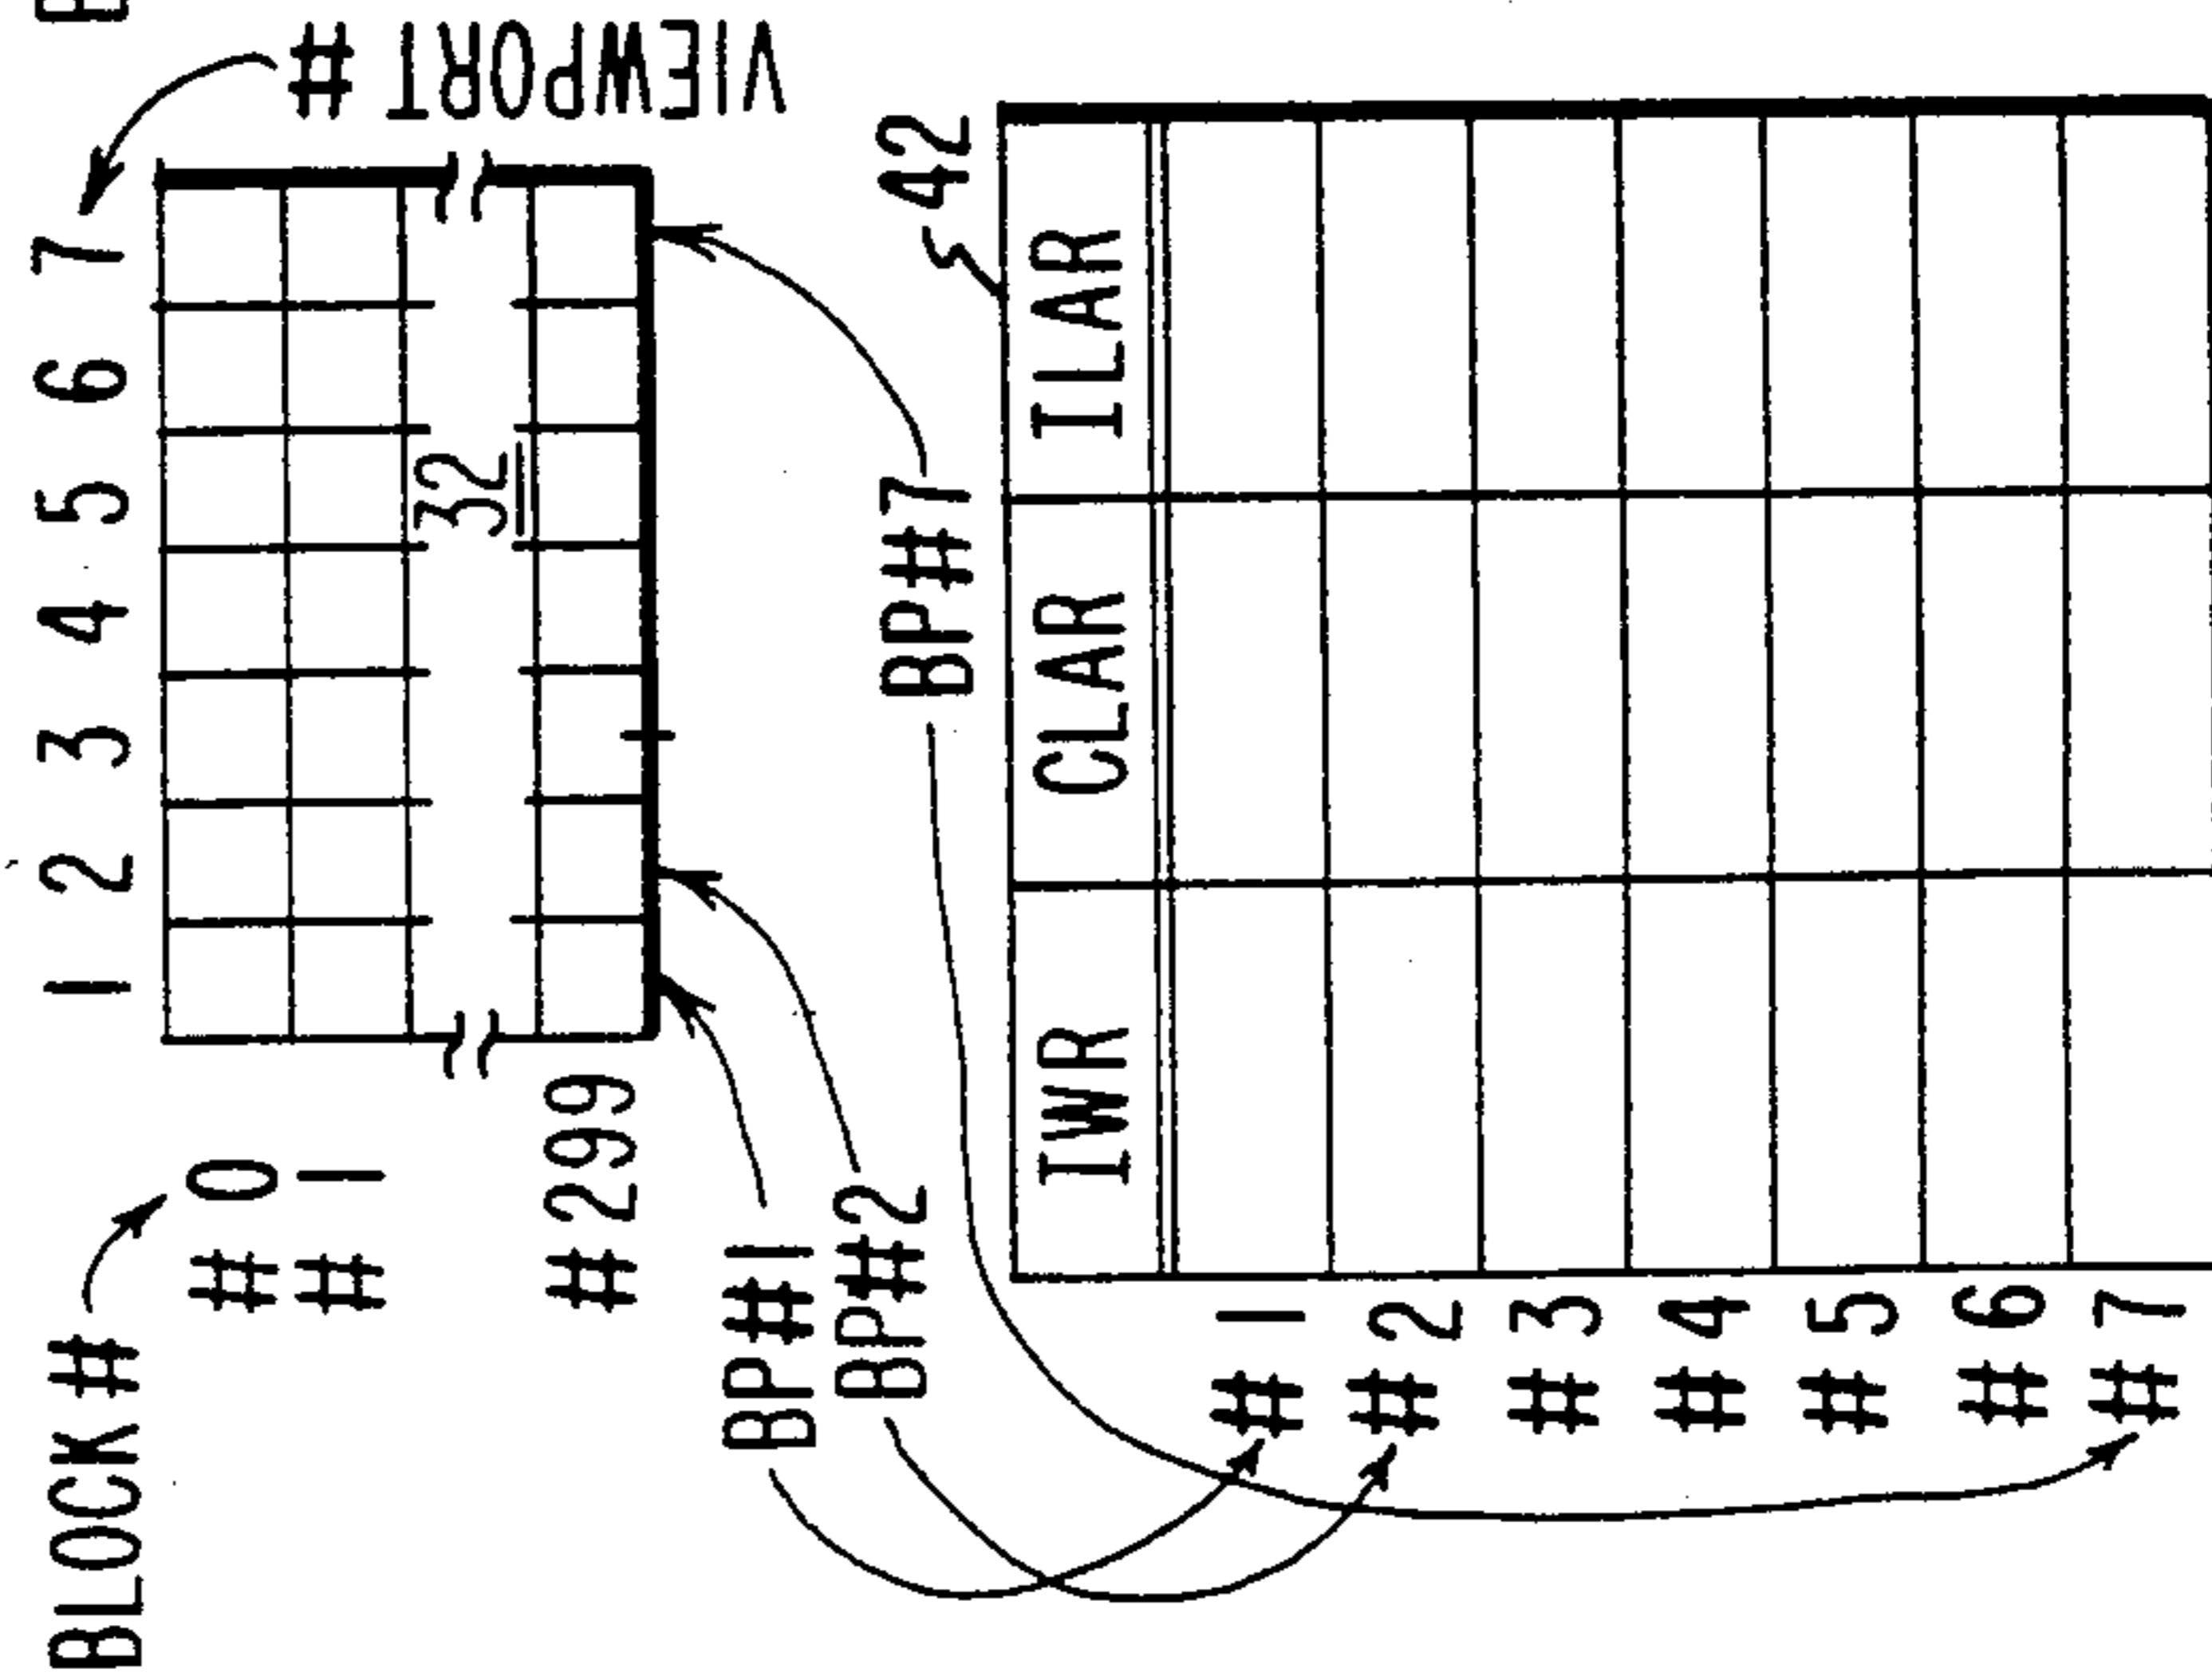 BLOCK# 1 2 3 4 5 6 7
VIEWPORT #
# 0
# 1
32
# 299
BP#1
BP#2
BP#7
42
IWR CLAR ILAR
# 1
# 2
# 3
# 4
# 5
# 6
# 7